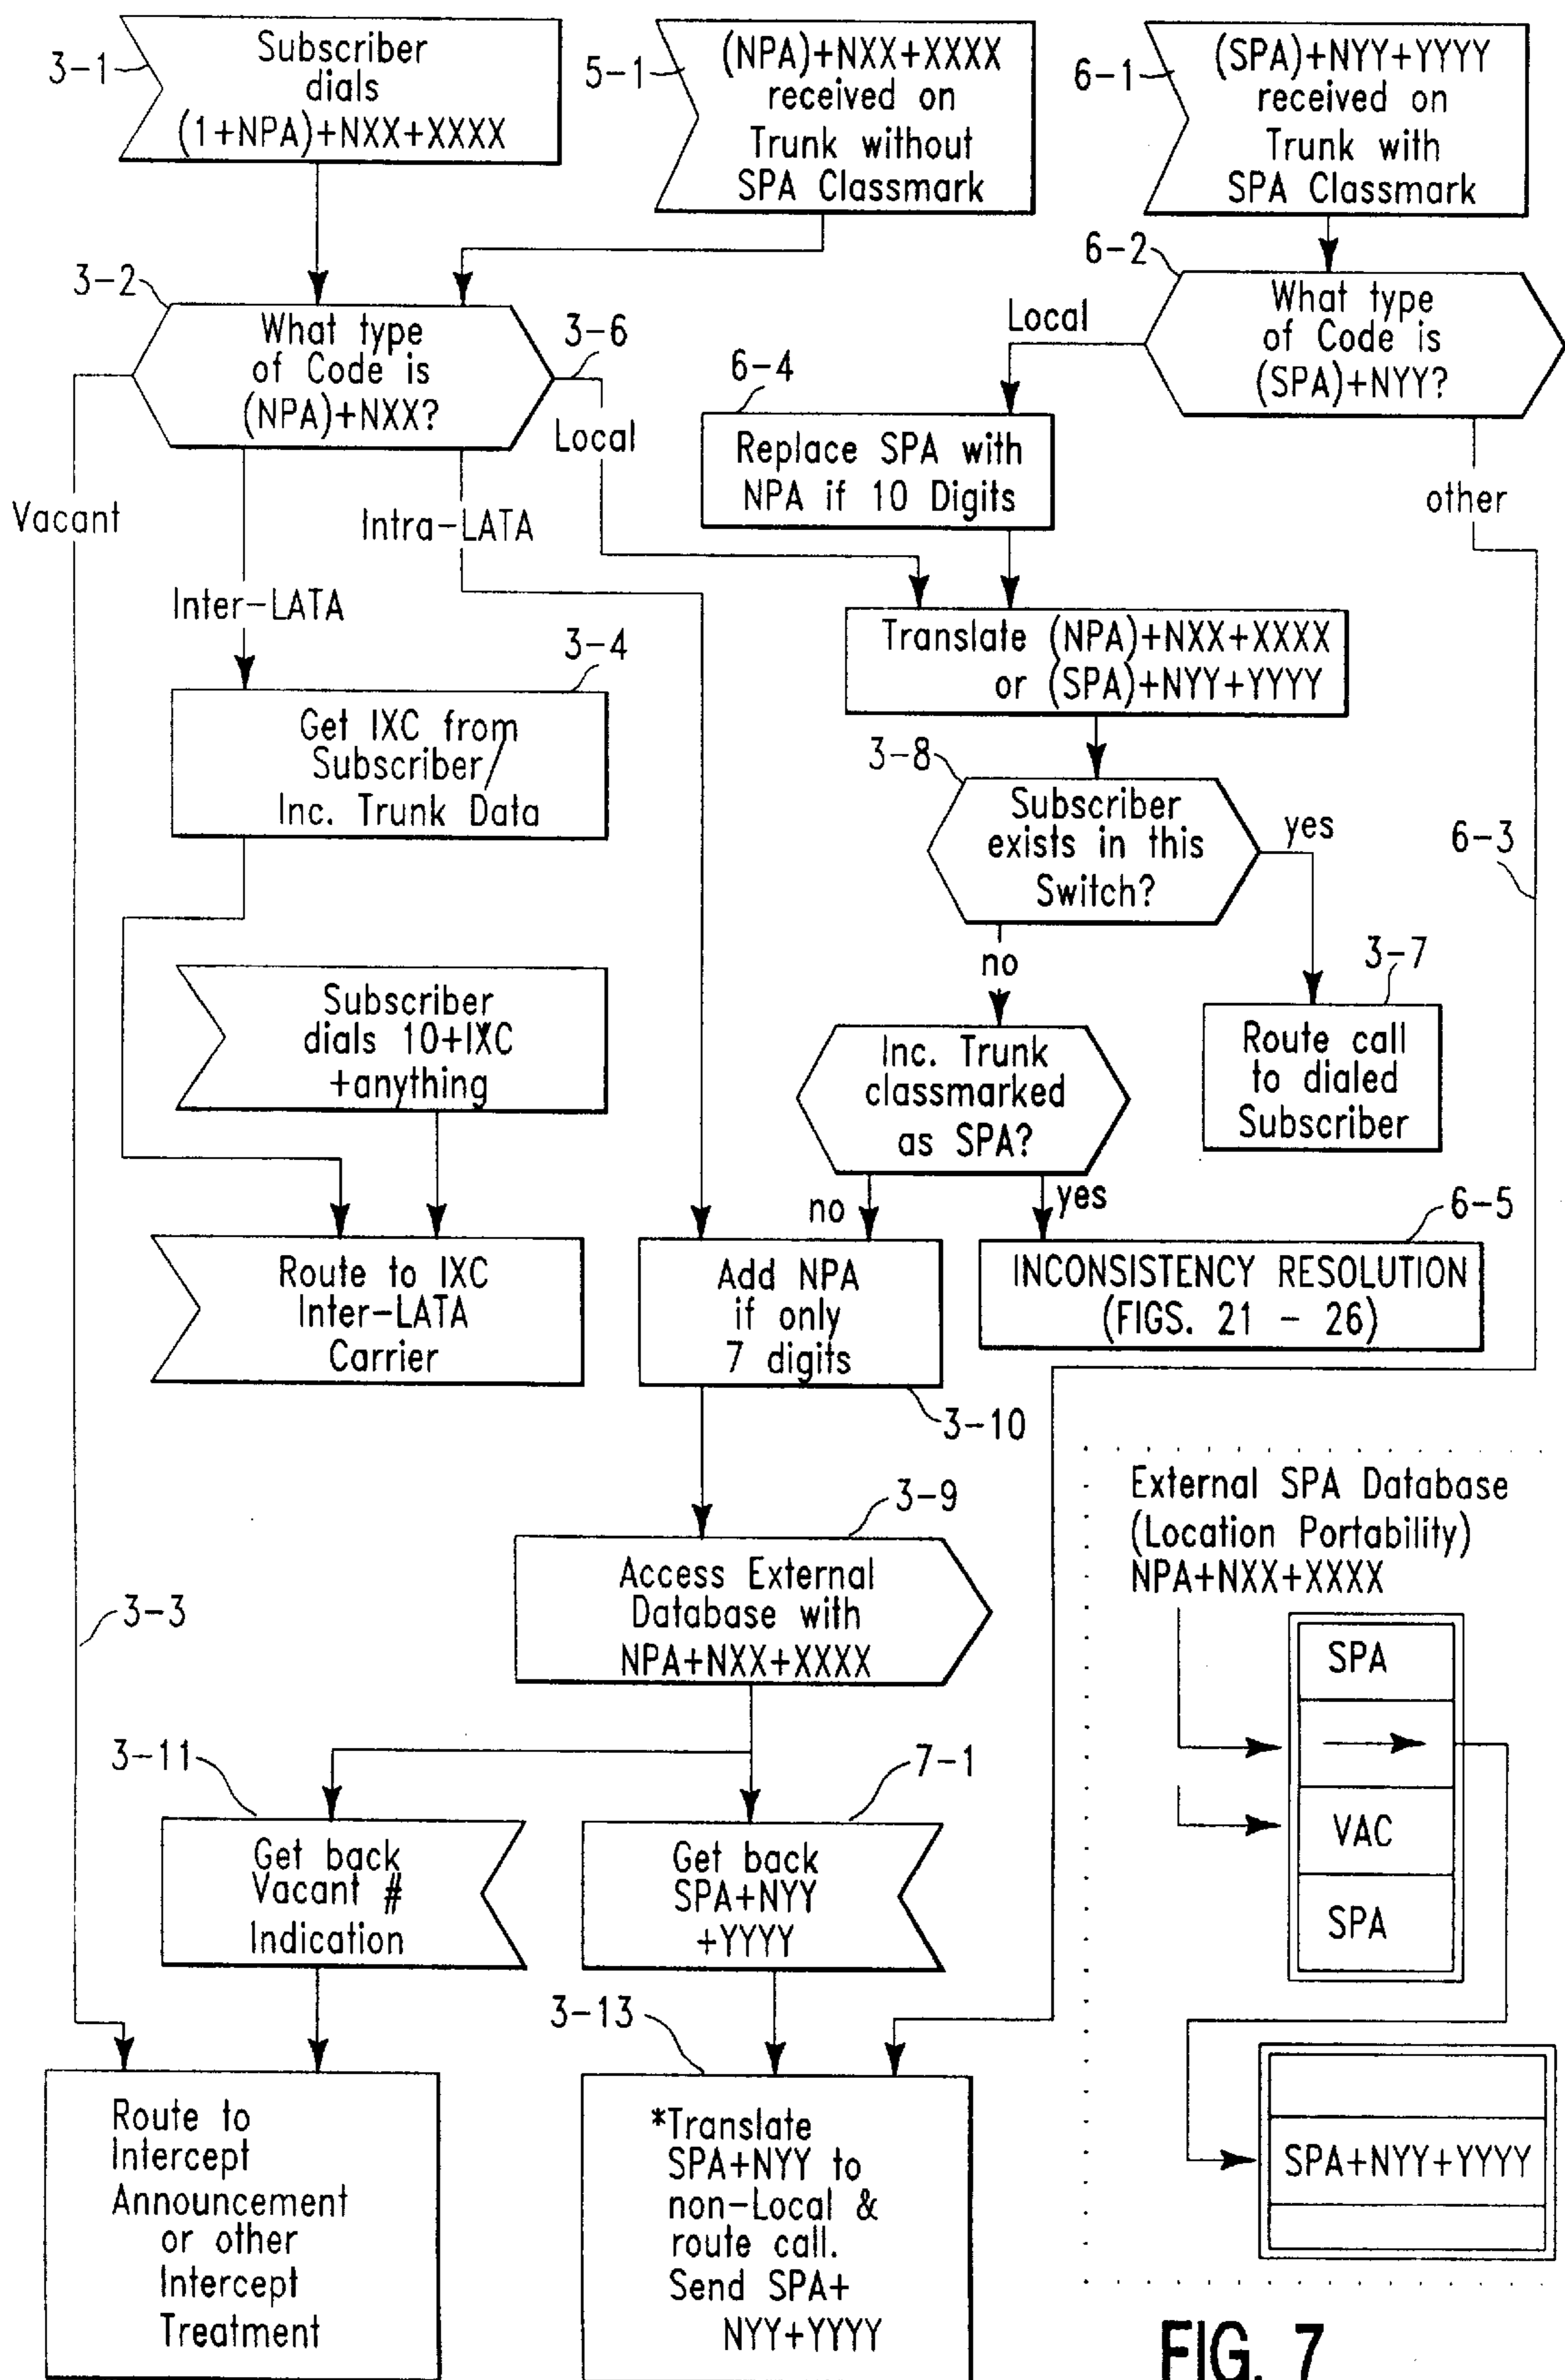 3-1
Subscriber
dials
(1+NPA)+NXX+XXXX
5-1
(NPA)+NXX+XXXX
received on
Trunk without
SPA Classmark
6-1
(SPA)+NYY+YYYY
received on
Trunk with
SPA Classmark
3-2
What type
of Code is
(NPA)+NXX?
3-6
Local
6-2
What type
of Code is
(SPA)+NYY?
Local
6-4
Replace SPA with
NPA if 10 Digits
other
Vacant
Intra-LATA
Inter-LATA
Translate (NPA)+NXX+XXXX
or (SPA)+NYY+YYYY
3-4
Get IXC from
Subscriber/
Inc. Trunk Data
3-8
Subscriber
exists in this
Switch?
yes
6-3
no
3-7
Route call
to dialed
Subscriber
Subscriber
dials 10+IXC
+anything
Inc. Trunk
classmarked
as SPA?
no
yes
6-5
Route to IXC
Inter-LATA
Carrier
Add NPA
if only
7 digits
INCONSISTENCY RESOLUTION
(FIGS. 21 - 26)
3-10
3-9
Access External
Database with
NPA+NXX+XXXX
External SPA Database
(Location Portability)
NPA+NXX+XXXX
SPA
VAC
SPA
SPA+NYY+YYYY
3-3
3-11
Get back
Vacant #
Indication
7-1
Get back
SPA+NYY
+YYYY
3-13
Route to
Intercept
Announcement
or other
Intercept
Treatment
*Translate
SPA+NYY to
non-Local &
route call.
Send SPA+
NYY+YYYY
FIG. 7